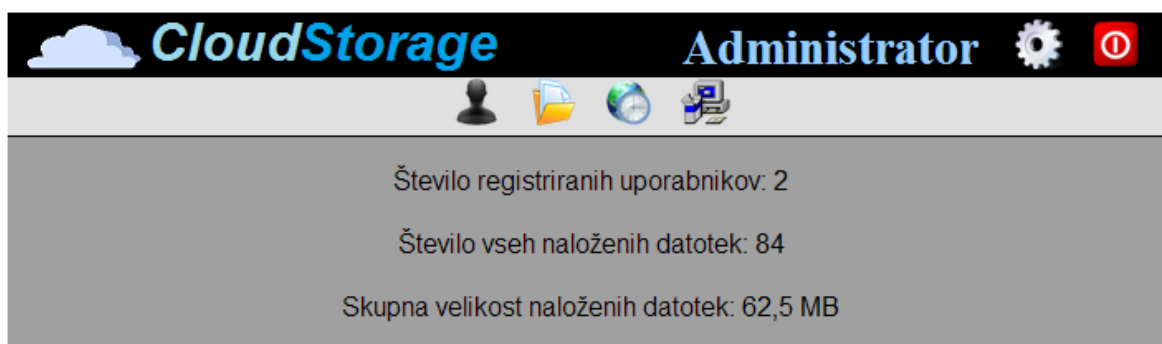 CloudStorage Administrator
Število registriranih uporabnikov: 2
Število vseh naloženih datotek: 84
Skupna velikost naloženih datotek: 62,5 MB